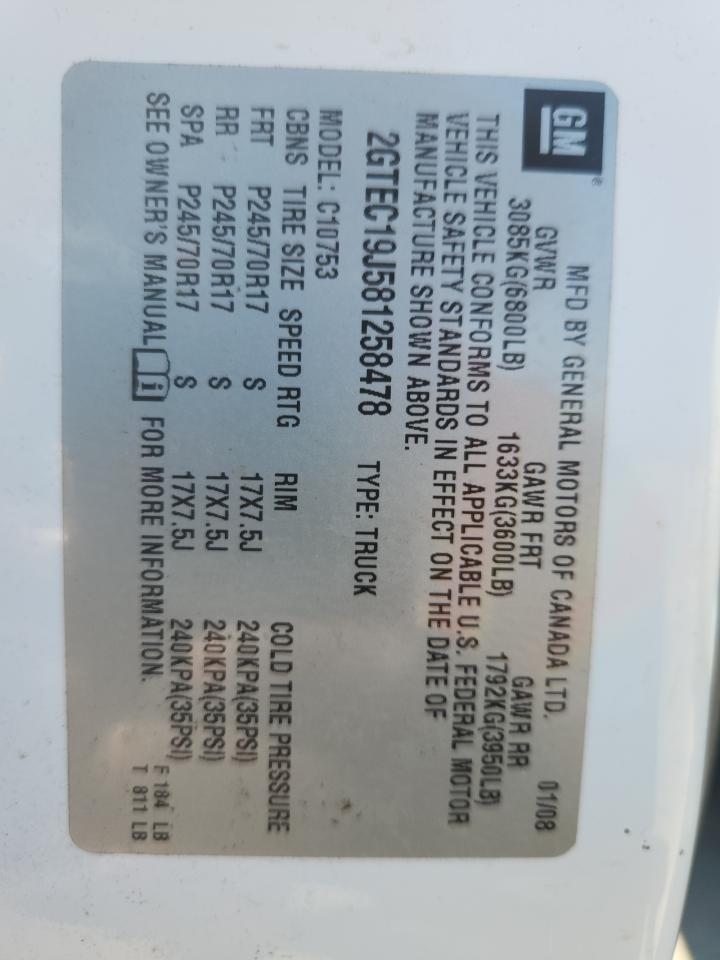 GM®
MFD BY GENERAL MOTORS OF CANADA LTD. 01/08
GVWR GAWR FRT GAWR RR
3085KG(6800LB) 1633KG(3600LB) 1792KG(3950LB)
THIS VEHICLE CONFORMS TO ALL APPLICABLE U.S. FEDERAL MOTOR
VEHICLE SAFETY STANDARDS IN EFFECT ON THE DATE OF
MANUFACTURE SHOWN ABOVE.
2GTEC19J581258478 TYPE: TRUCK
MODEL: C10753
CBNS TIRE SIZE SPEED RTG RIM COLD TIRE PRESSURE
FRT P245/70R17 S 17X7.5J 240KPA(35PSI)
RR P245/70R17 S 17X7.5J 240KPA(35PSI)
SPA P245/70R17 S 17X7.5J 240KPA(35PSI)
SEE OWNER'S MANUAL i FOR MORE INFORMATION.
F 184 LB
T 811 LB